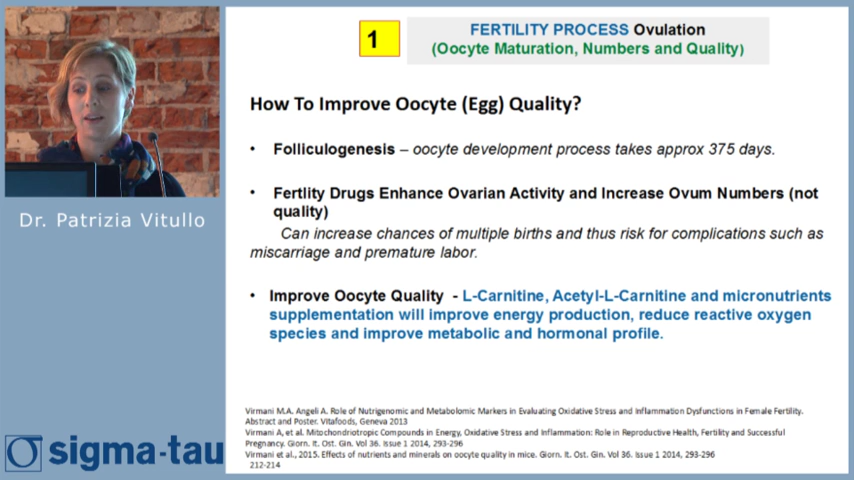 1
FERTILITY PROCESS Ovulation
(Oocyte Maturation, Numbers and Quality)
How To Improve Oocyte (Egg) Quality?
• Folliculogenesis – oocyte development process takes approx 375 days.
• Fertlity Drugs Enhance Ovarian Activity and Increase Ovum Numbers (not
quality)
Can increase chances of multiple births and thus risk for complications such as
miscarriage and premature labor.
• Improve Oocyte Quality - L-Carnitine, Acetyl-L-Carnitine and micronutrients
supplementation will improve energy production, reduce reactive oxygen
species and improve metabolic and hormonal profile.
Virmani M.A. Angeli A. Role of Nutrigenomic and Metabolomic Markers in Evaluating Oxidative Stress and Inflammation Dysfunctions in Female Fertility.
Abstract and Poster. Vitafoods, Geneva 2013
Virmani A, et al. Mitochondriotropic Compounds in Energy, Oxidative Stress and Inflammation: Role in Reproductive Health, Fertility and Successful
Pregnancy. Giorn. It. Ost. Gin. Vol 36. Issue 1 2014, 293-296
Virmani et al., 2015. Effects of nutrients and minerals on oocyte quality in mice. Giorn. It. Ost. Gin. Vol 36. Issue 1 2014, 293-296
212-214
Dr. Patrizia Vitullo
sigma-tau